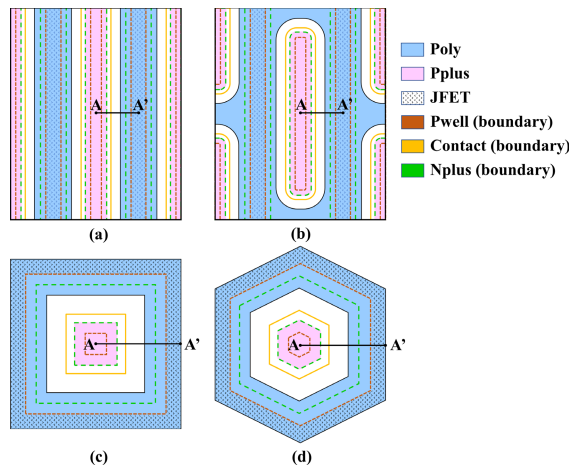 A A'
A A'
Poly
Pplus
JFET
Pwell (boundary)
Contact (boundary)
Nplus (boundary)
(a)
(b)
A A'
A A'
(c)
(d)